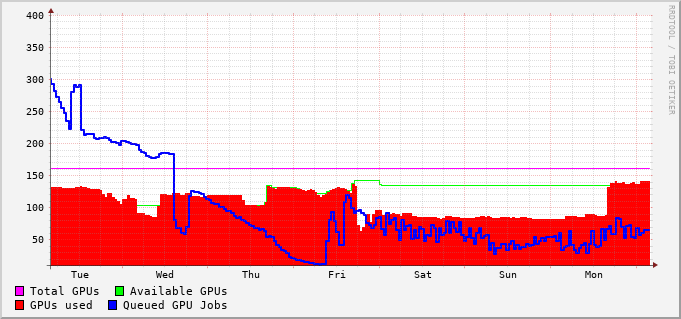 400
350
300
250
200
150
100
50
Tue Wed Thu Fri Sat Sun Mon
Total GPUs Available GPUs
GPUs used Queued GPU Jobs
RRDTOOL / TOBI OETIKER